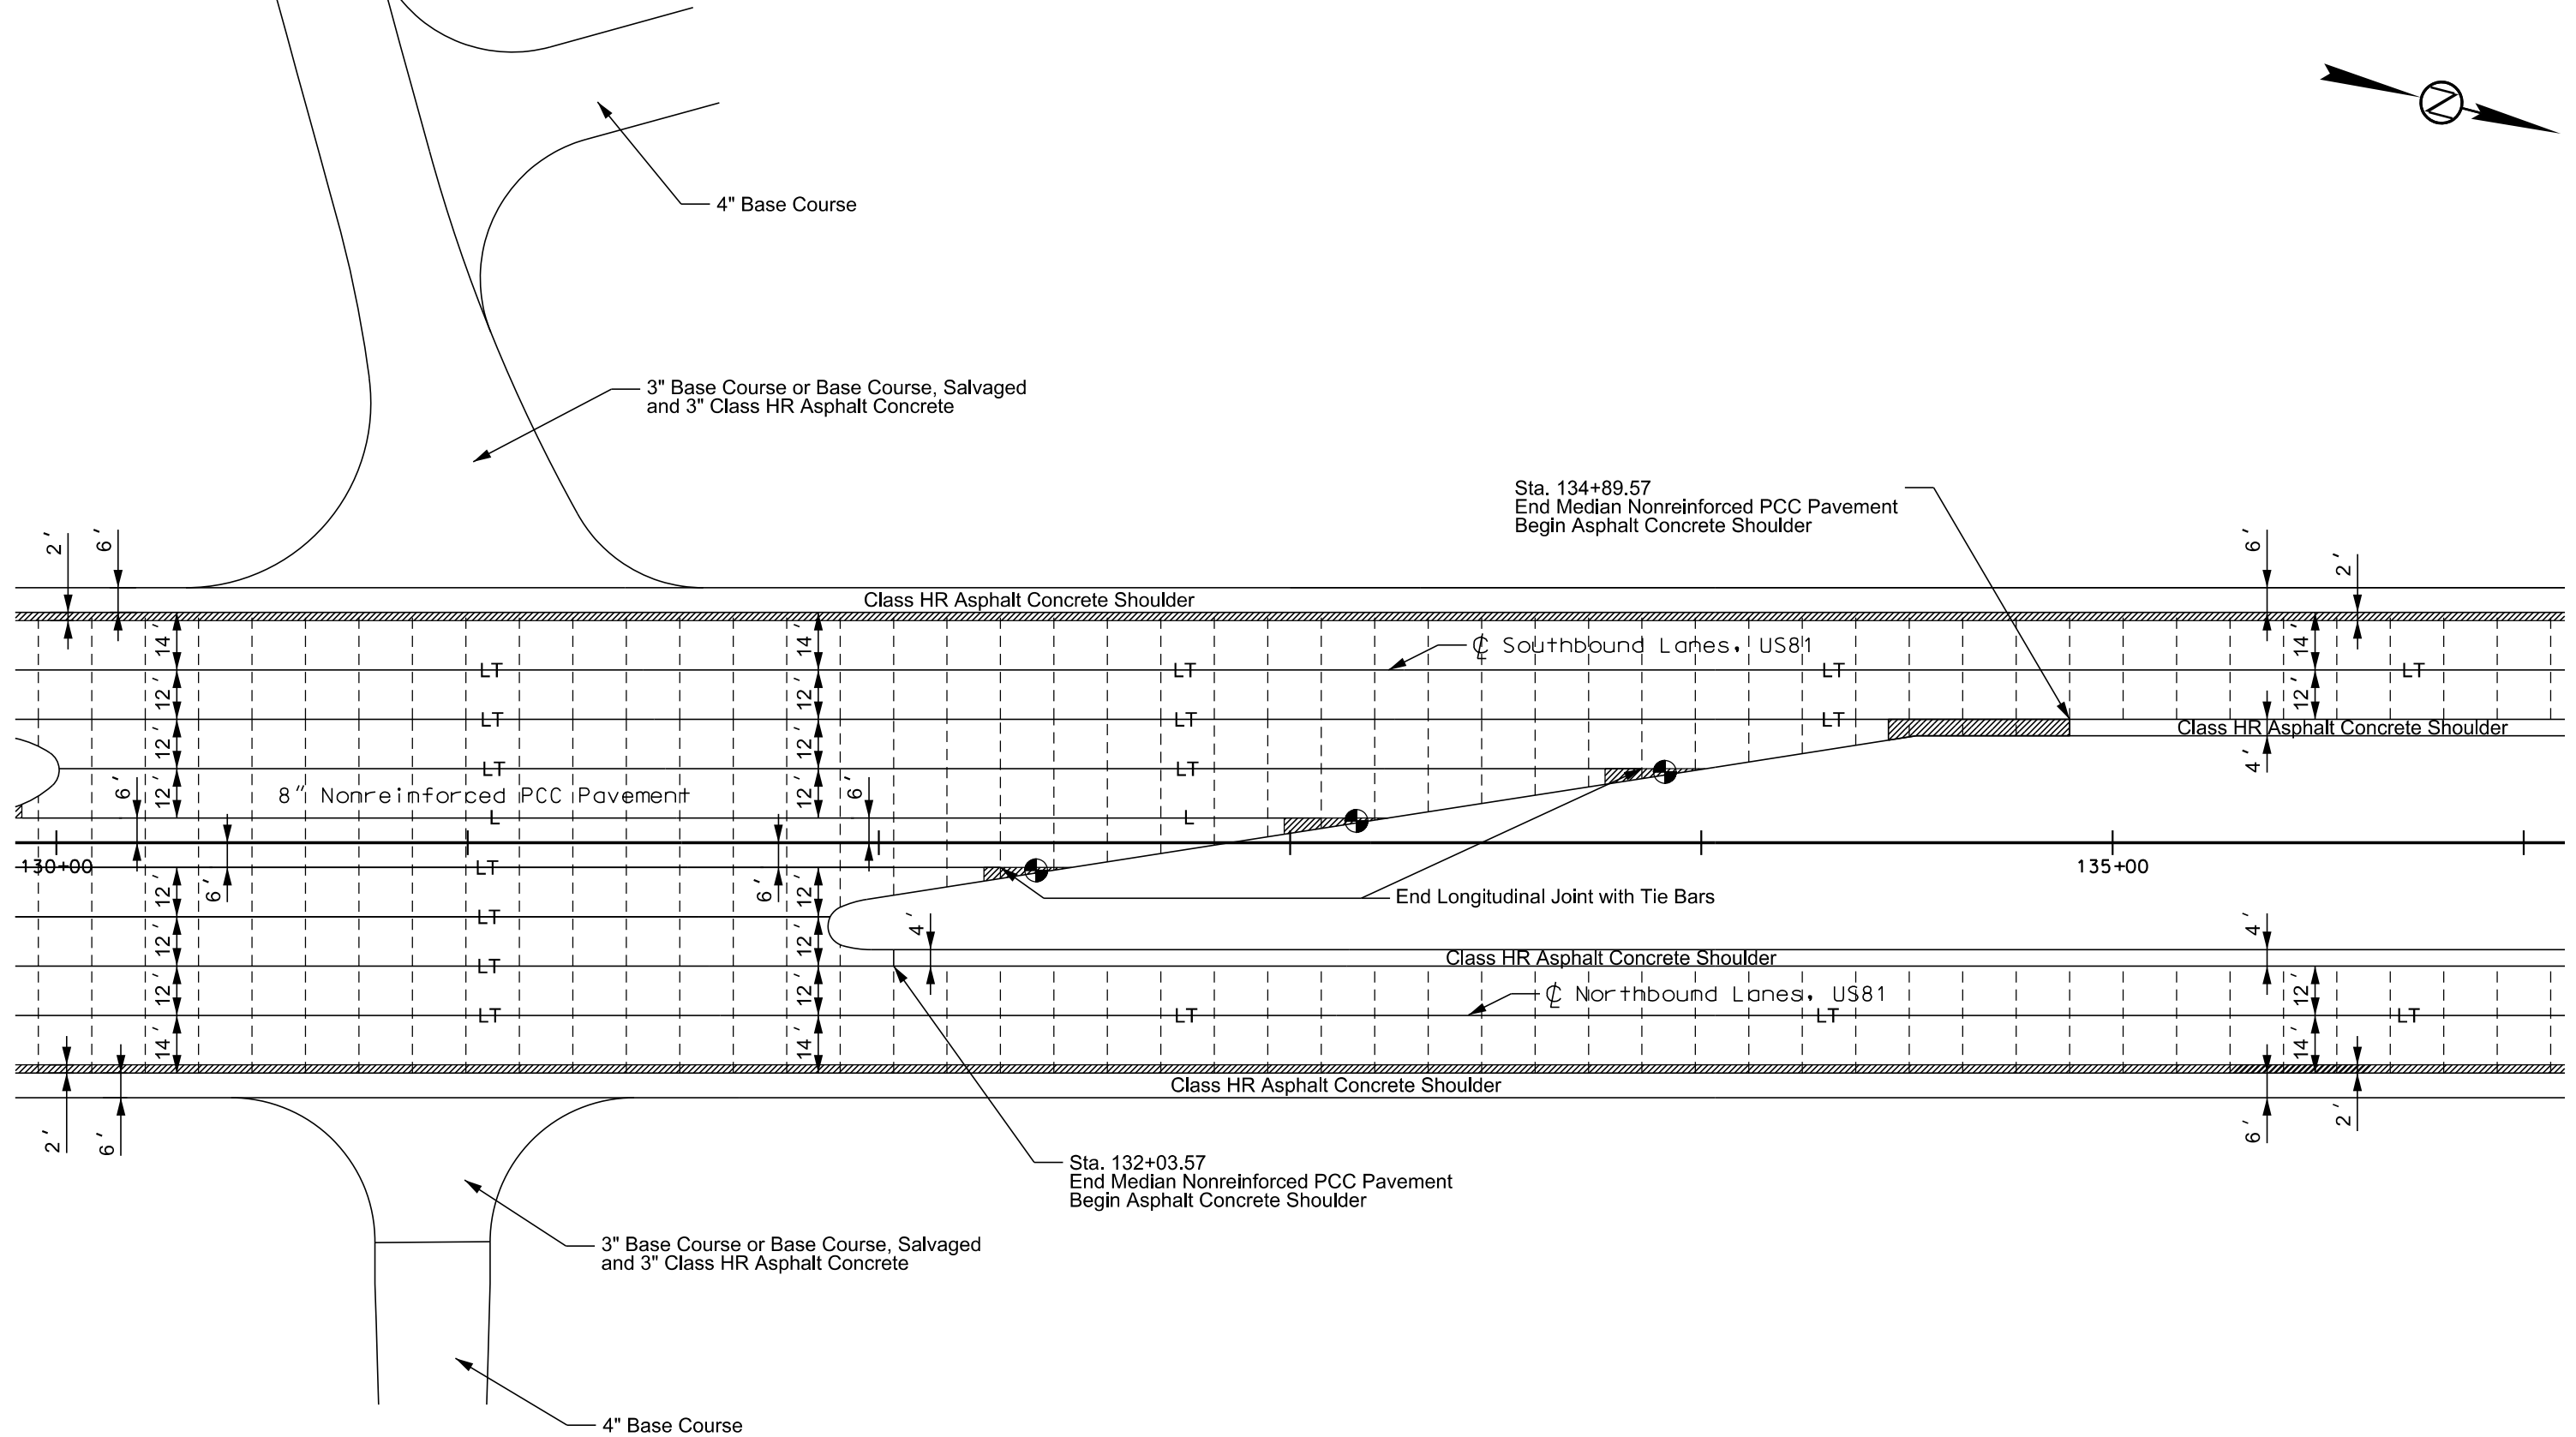 N
4" Base Course
3" Base Course or Base Course, Salvaged
and 3" Class HR Asphalt Concrete
Sta. 134+89.57
End Median Nonreinforced PCC Pavement
Begin Asphalt Concrete Shoulder
2' 6' 6' 2'
Class HR Asphalt Concrete Shoulder
14' 14' ℄ Southbound Lanes, US81 14'
LT LT LT LT
12' 12' 12'
LT LT LT
Class HR Asphalt Concrete Shoulder
12' 12' 4'
LT LT
6' 12' 8" Nonreinforced PCC Pavement 12' 6'
L L
130+00 LT 135+00
6' 12' 6' 12'
End Longitudinal Joint with Tie Bars
LT 4' 4'
12' 12'
Class HR Asphalt Concrete Shoulder
LT
12' 12' ℄ Northbound Lanes, US81 12'
LT LT LT LT
14' 14' 14'
Class HR Asphalt Concrete Shoulder
2' 6' 6' 2'
Sta. 132+03.57
End Median Nonreinforced PCC Pavement
Begin Asphalt Concrete Shoulder
3" Base Course or Base Course, Salvaged
and 3" Class HR Asphalt Concrete
4" Base Course